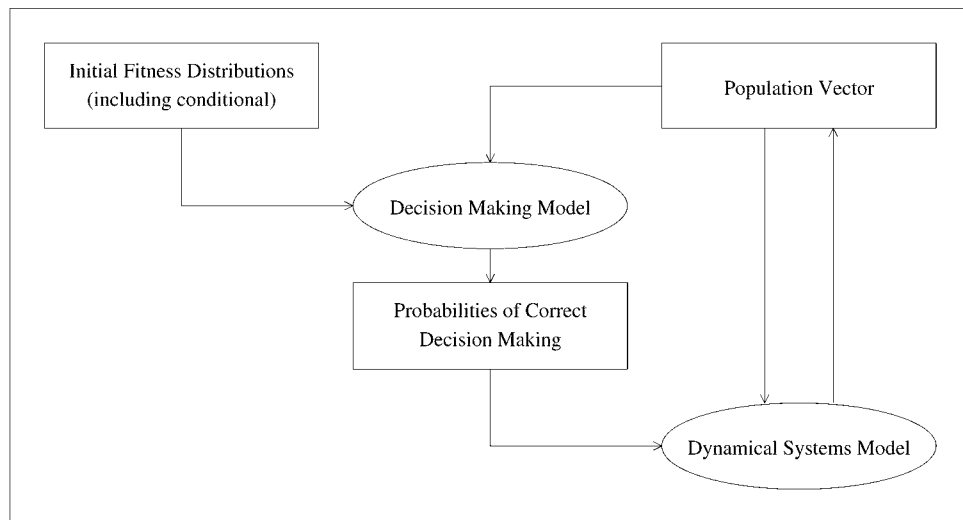 Initial Fitness Distributions
(including conditional)
Population Vector
Decision Making Model
Probabilities of Correct
Decision Making
Dynamical Systems Model